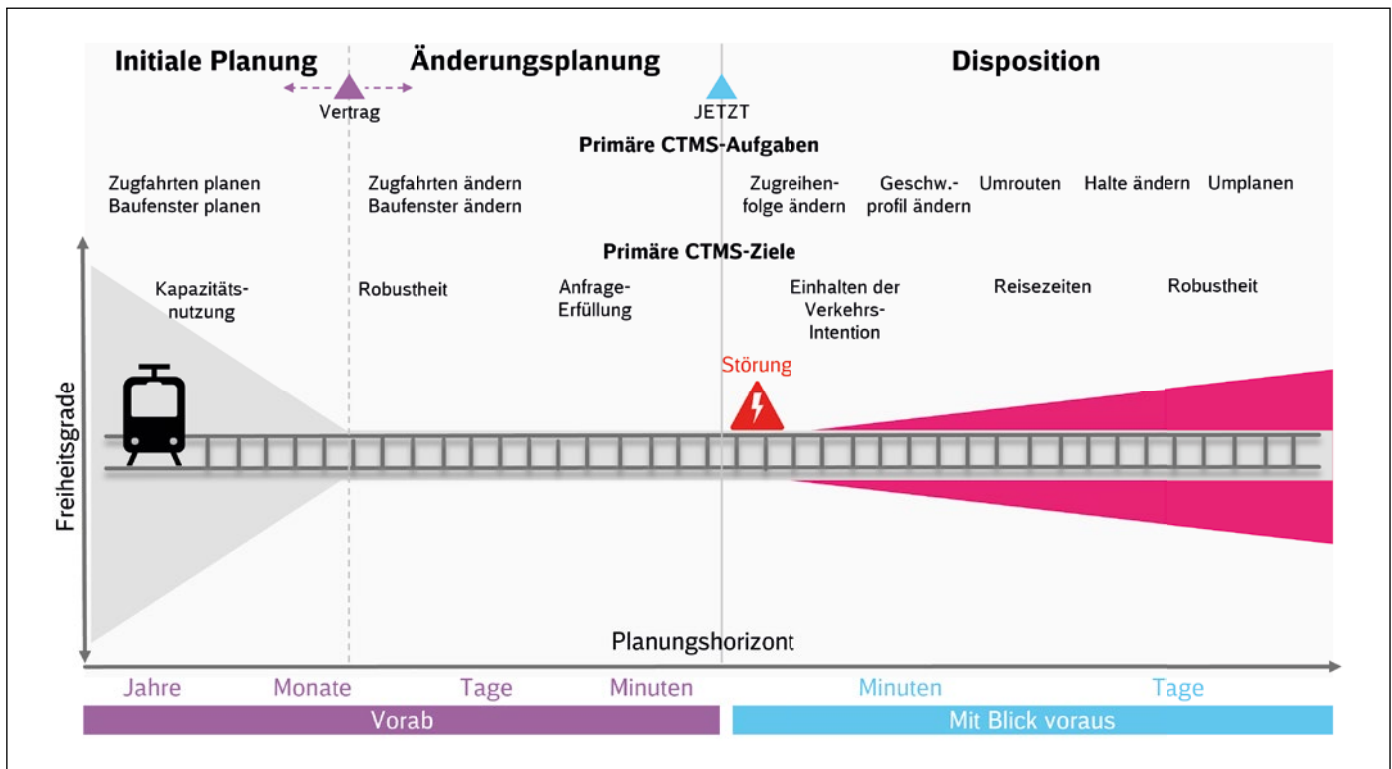 Initiale Planung
Änderungsplanung
Disposition
Vertrag
JETZT
Primäre CTMS-Aufgaben
Zugfahrten planen
Baufenster planen
Zugfahrten ändern
Baufenster ändern
Zugreihen-
folge ändern
Geschw.-
profil ändern
Umrouten
Halte ändern
Umplanen
Primäre CTMS-Ziele
Kapazitäts-
nutzung
Robustheit
Anfrage-
Erfüllung
Einhalten der
Verkehrs-
Intention
Reisezeiten
Robustheit
Störung
Freiheitsgrade
Planungshorizont
Jahre
Monate
Tage
Minuten
Minuten
Tage
Vorab
Mit Blick voraus